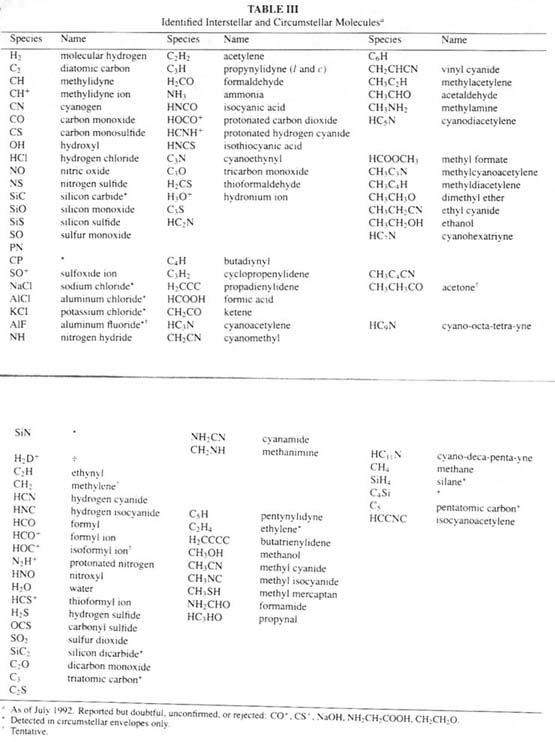 TABLE III
Identified Interstellar and Circumstellar Moleculesᵃ
Species Name Species Name Species Name
H₂ molecular hydrogen C₂H₂ acetylene C₆H
C₂ diatomic carbon C₃H propynylidyne (l and c) CH₂CHCN vinyl cyanide
CH methylidyne H₂CO formaldehyde CH₃C₂H methylacetylene
CH⁺ methylidyne ion NH₃ ammonia CH₃CHO acetaldehyde
CN cyanogen HNCO isocyanic acid CH₃NH₂ methylamine
CO carbon monoxide HOCO⁺ protonated carbon dioxide HC₅N cyanodiacetylene
CS carbon monosulfide HCNH⁺ protonated hydrogen cyanide
OH hydroxyl HNCS isothiocyanic acid
HCl hydrogen chloride C₃N cyanoethynyl HCOOCH₃ methyl formate
NO nitric oxide C₃O tricarbon monoxide CH₃C₃N methylcyanoacetylene
NS nitrogen sulfide H₂CS thioformaldehyde CH₃C₄H methyldiacetylene
SiC silicon carbide* H₃O⁺ hydronium ion CH₃CH₃O dimethyl ether
SiO silicon monoxide C₃S CH₃CH₂CN ethyl cyanide
SiS silicon sulfide HC₂N CH₃CH₂OH ethanol
SO sulfur monoxide HC₇N cyanohexatriyne
PN
CP * C₄H butadiynyl
SO⁺ sulfoxide ion C₃H₂ cyclopropenylidene CH₃C₄CN
NaCl sodium chloride* H₂CCC propadienylidene CH₃CH₃CO acetone†
AlCl aluminum chloride* HCOOH formic acid
KCl potassium chloride* CH₂CO ketene
AlF aluminum fluoride*† HC₃N cyanoacetylene HC₉N cyano-octa-tetra-yne
NH nitrogen hydride CH₂CN cyanomethyl
SiN * NH₂CN cyanamide
CH₂NH methanimine HC₁₁N cyano-deca-penta-yne
H₂D⁺ ÷ CH₄ methane
C₂H ethynyl SiH₄ silane*
CH₂ methylene† C₄Si *
HCN hydrogen cyanide C₅ pentatomic carbon*
HNC hydrogen isocyanide C₅H pentynylidyne HCCNC isocyanoacetylene
HCO formyl C₂H₄ ethylene*
HCO⁺ formyl ion H₂CCCC butatrienylidene
HOC⁺ isoformyl ion† CH₃OH methanol
N₂H⁺ protonated nitrogen CH₃CN methyl cyanide
HNO nitroxyl CH₃NC methyl isocyanide
H₂O water CH₃SH methyl mercaptan
HCS⁺ thioformyl ion NH₂CHO formamide
H₂S hydrogen sulfide HC₃HO propynal
OCS carbonyl sulfide
SO₂ sulfur dioxide
SiC₂ silicon dicarbide*
C₂O dicarbon monoxide
C₃ triatomic carbon*
C₂S
ᵃ As of July 1992. Reported but doubtful, unconfirmed, or rejected: CO⁺, CS⁺, NaOH, NH₂CH₂COOH, CH₂CH₂O.
* Detected in circumstellar envelopes only.
Tentative.